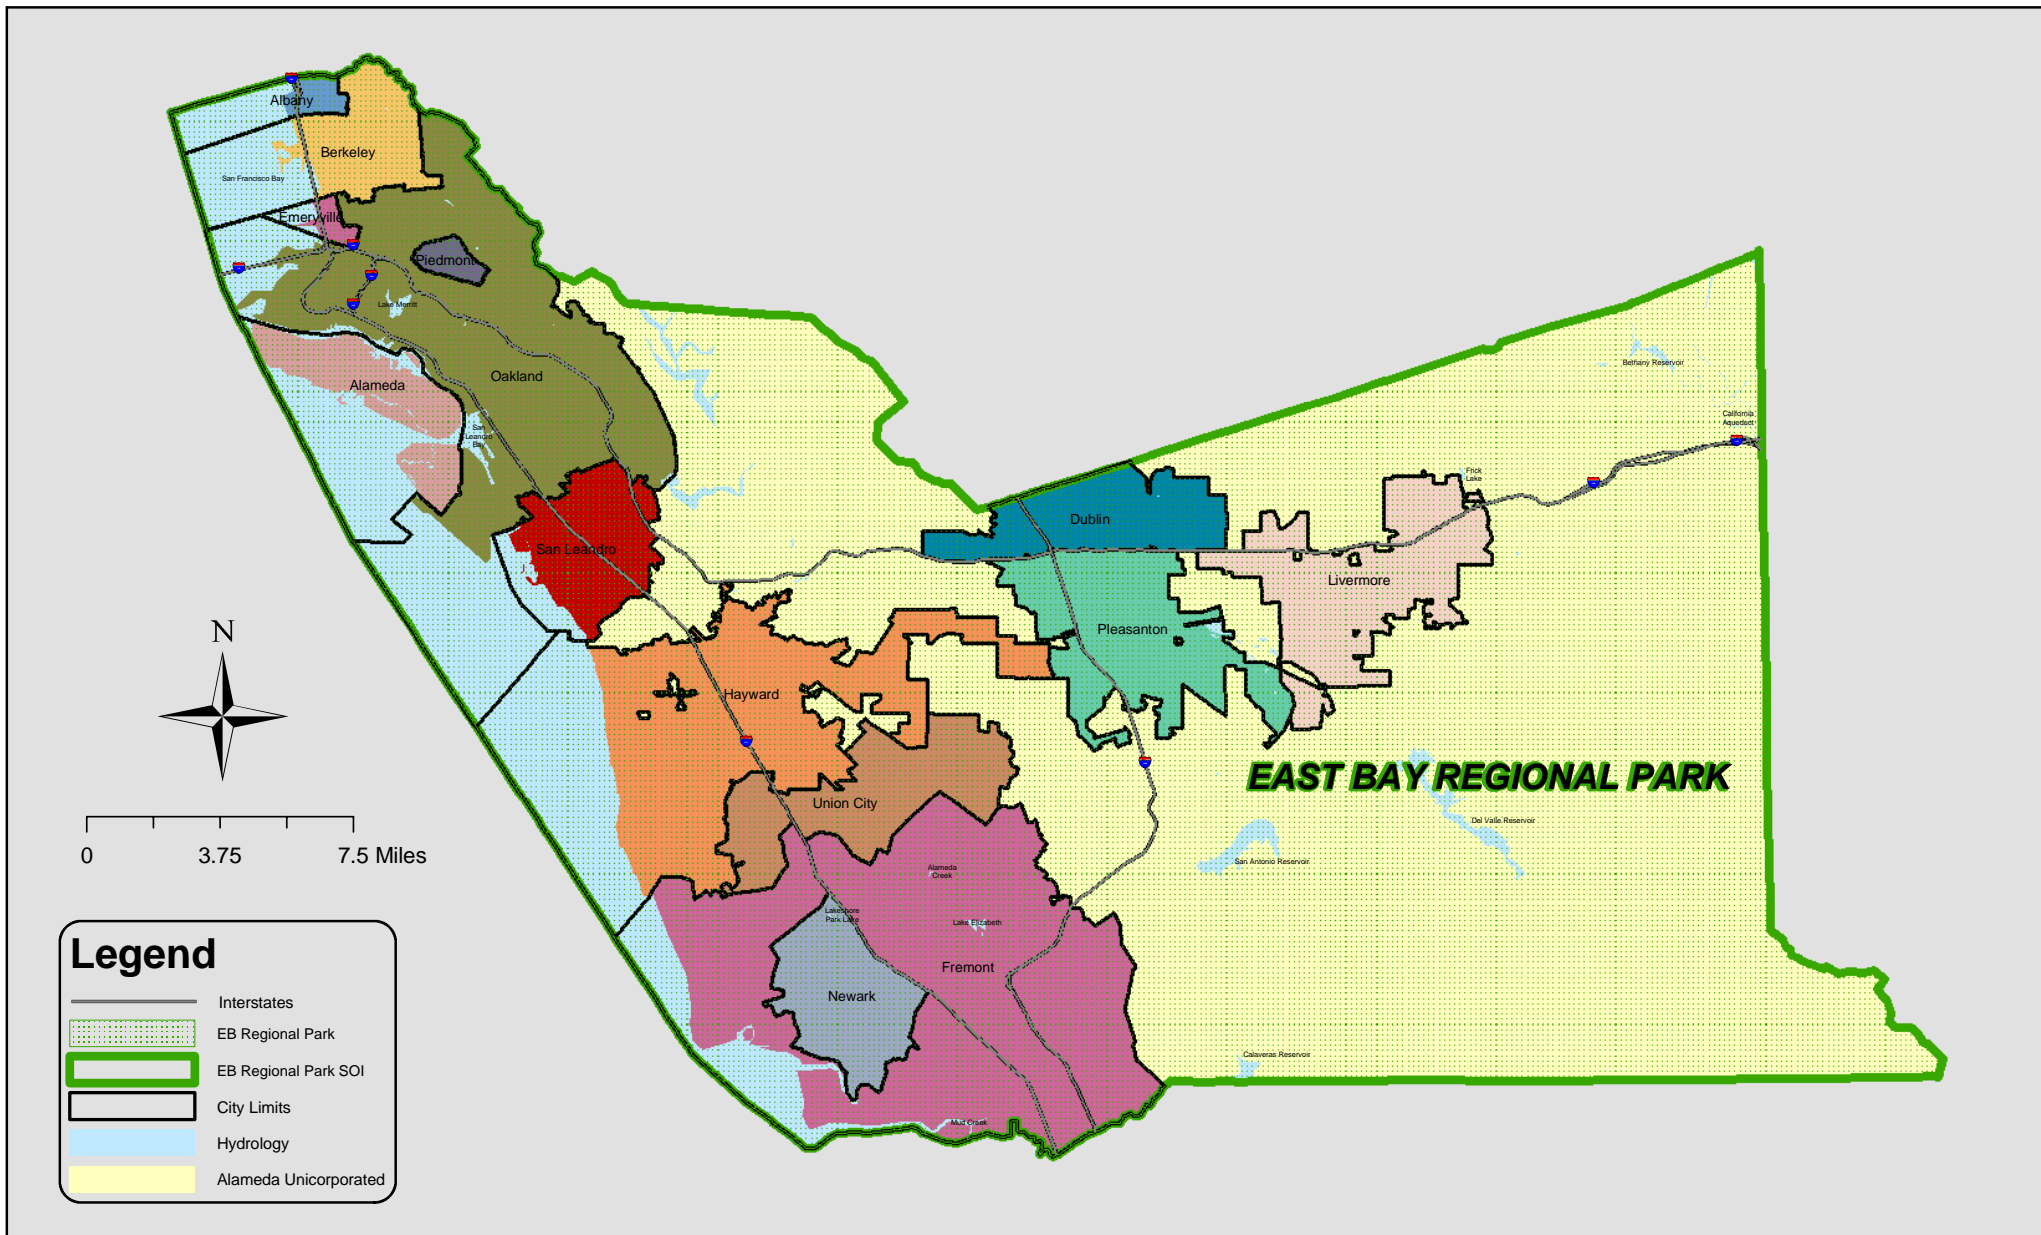 Albany
Berkeley
San Francisco Bay
Emeryville
Piedmont
Lake Merritt
Alameda
Oakland
San
Leandro
Bay
Bethany Reservoir
California
Aqueduct
Frick
Lake
Dublin
San Leandro
Livermore
N
Pleasanton
Hayward
EAST BAY REGIONAL PARK
Union City
Del Valle Reservoir
0
3.75
7.5 Miles
San Antonio Reservoir
Alameda
Creek
Lakeshore
Park Lake
Lake Elizabeth
Fremont
Newark
Calaveras Reservoir
Mud Creek
Legend
Interstates
EB Regional Park
EB Regional Park SOI
City Limits
Hydrology
Alameda Unicorporated